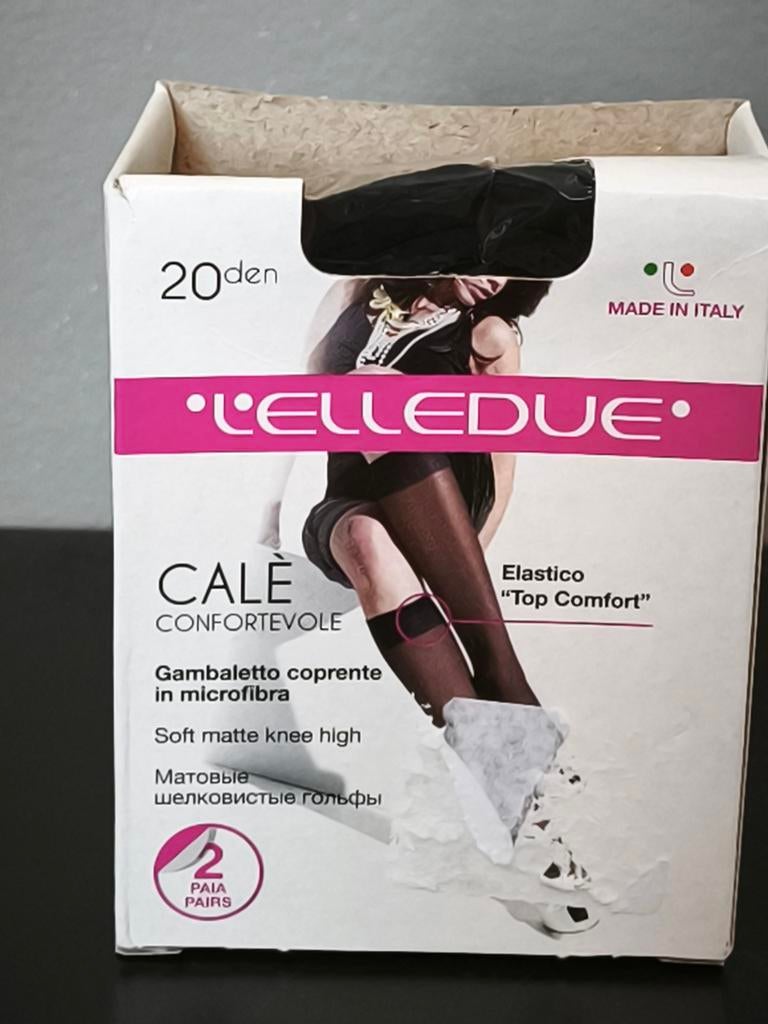 20den
MADE IN ITALY
L'ELLEDUE
CALÈ
CONFORTEVOLE
Elastico
“Top Comfort”
Gambaletto coprente
in microfibra
Soft matte knee high
Матовые
шелковистые гольфы
2
PAIA
PAIRS